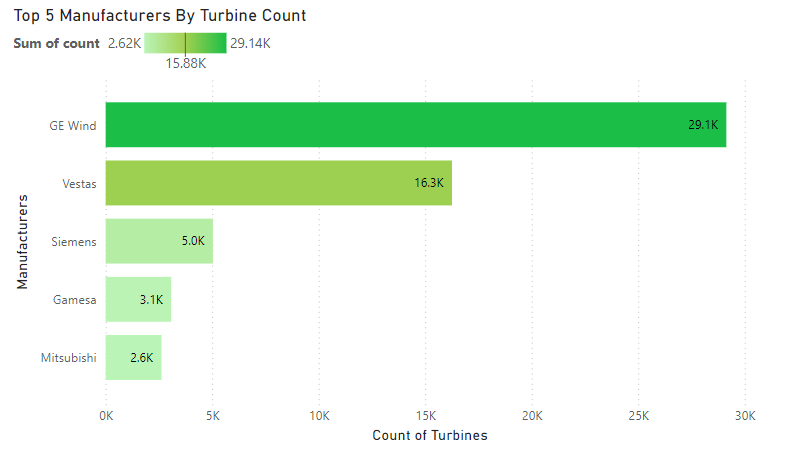 Top 5 Manufacturers By Turbine Count
Sum of count 2.62K 29.14K
15.88K
Manufacturers
GE Wind 29.1K
Vestas 16.3K
Siemens 5.0K
Gamesa 3.1K
Mitsubishi 2.6K
0K 5K 10K 15K 20K 25K 30K
Count of Turbines